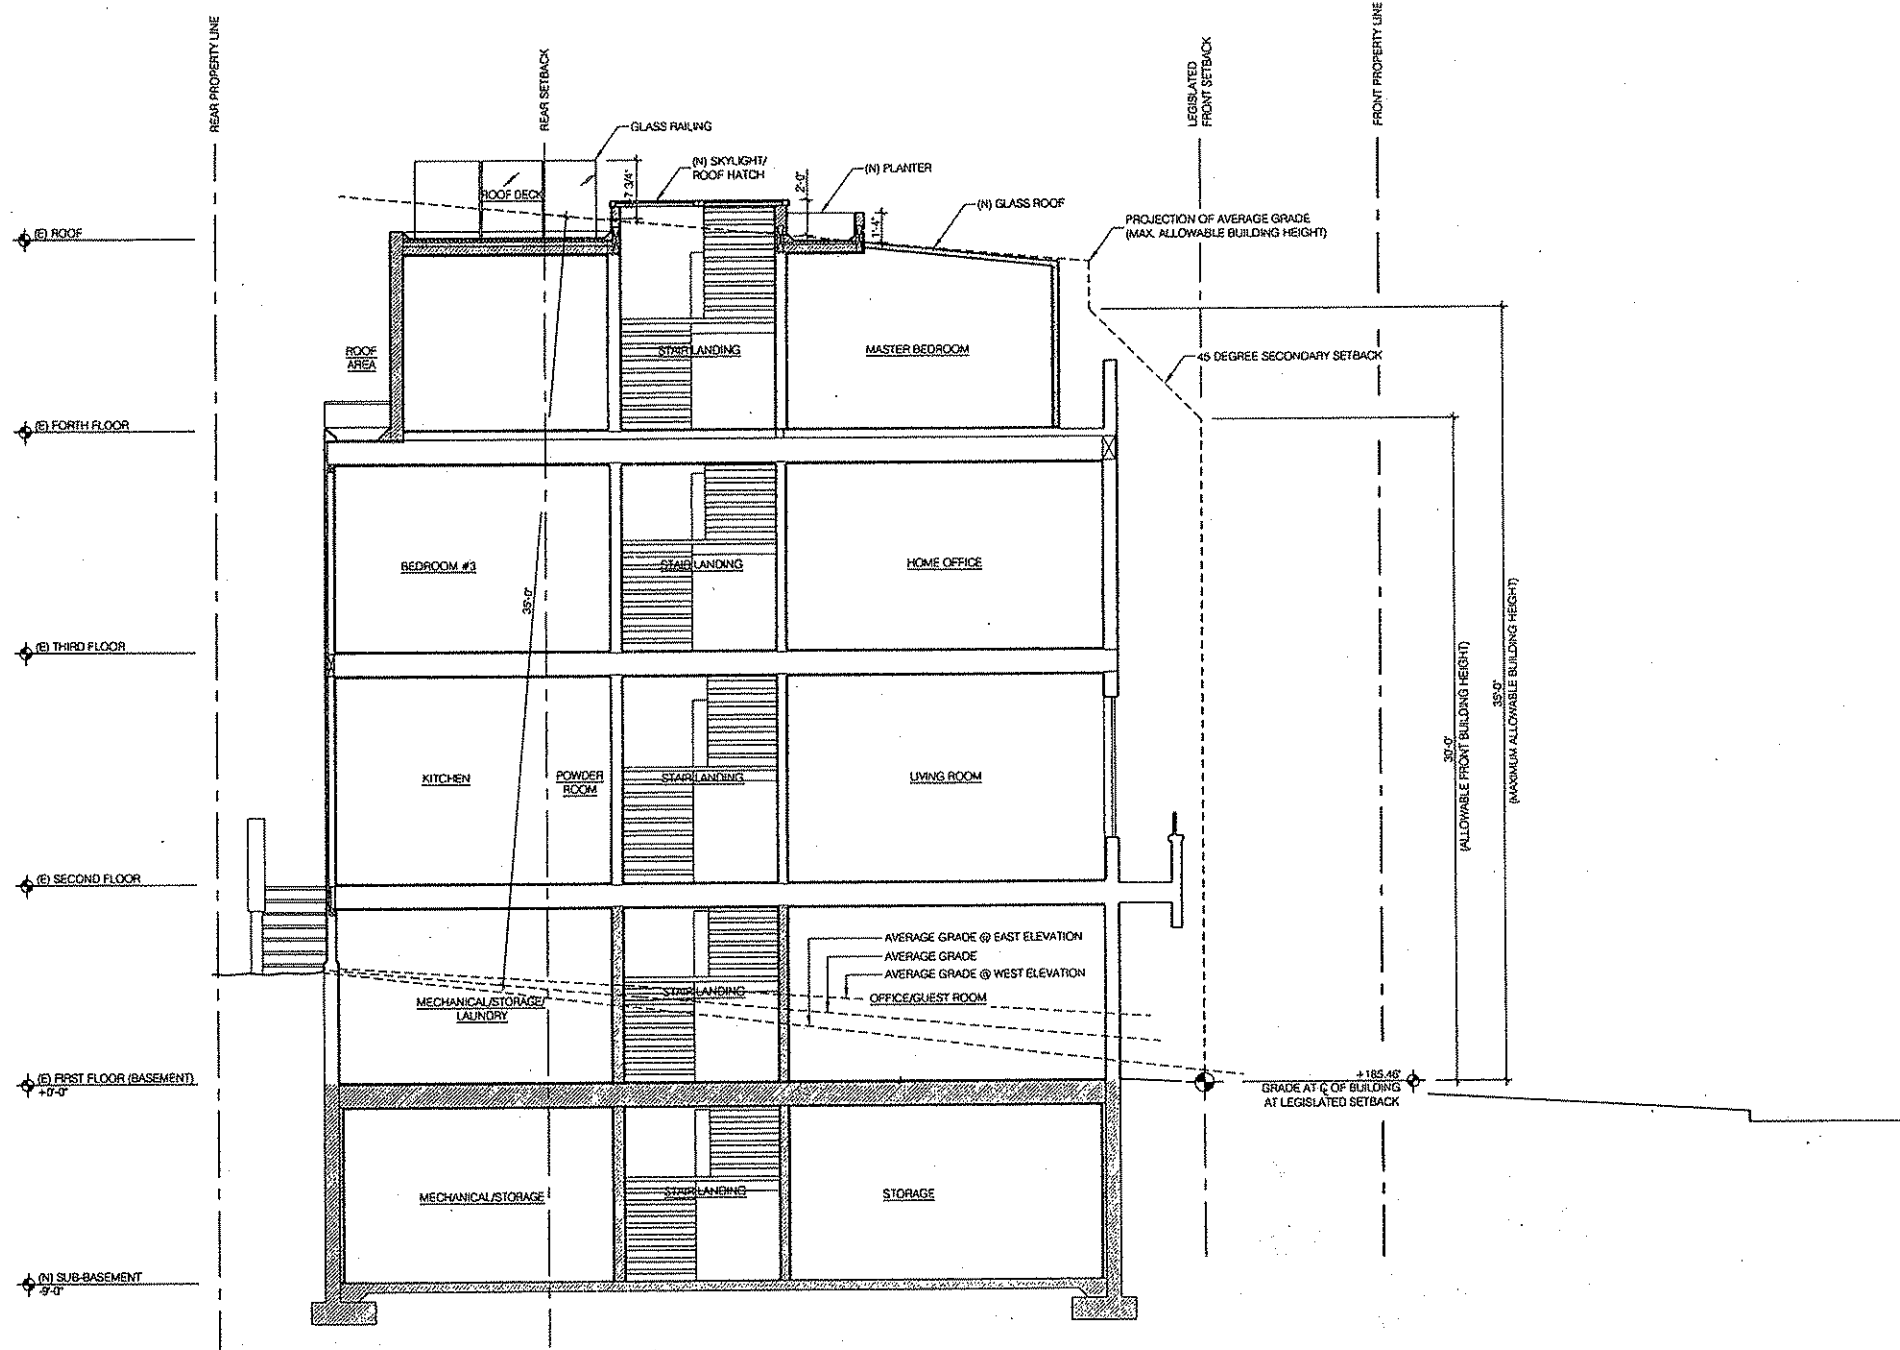 REAR PROPERTY LINE
REAR SETBACK
LEGISLATED
FRONT SETBACK
FRONT PROPERTY LINE
GLASS RAILING
(N) SKYLIGHT/
ROOF HATCH
(N) PLANTER
(N) GLASS ROOF
PROJECTION OF AVERAGE GRADE
(MAX. ALLOWABLE BUILDING HEIGHT)
ROOF DECK
2'-0"
1'-4"
(E) ROOF
ROOF
AREA
STAIR LANDING
MASTER BEDROOM
45 DEGREE SECONDARY SETBACK
(E) FORTH FLOOR
BEDROOM #3
STAIR LANDING
HOME OFFICE
35'-0"
(E) THIRD FLOOR
30'-0"
(ALLOWABLE FRONT BUILDING HEIGHT)
35'-0"
(MAXIMUM ALLOWABLE BUILDING HEIGHT)
KITCHEN
POWDER
ROOM
STAIR LANDING
LIVING ROOM
(E) SECOND FLOOR
AVERAGE GRADE @ EAST ELEVATION
AVERAGE GRADE
AVERAGE GRADE @ WEST ELEVATION
MECHANICAL/STORAGE/
LAUNDRY
STAIR LANDING
OFFICE/GUEST ROOM
(E) FIRST FLOOR (BASEMENT)
+0'-0"
+185.46'
GRADE AT ℄ OF BUILDING
AT LEGISLATED SETBACK
MECHANICAL/STORAGE
STAIR LANDING
STORAGE
(N) SUB-BASEMENT
-9'-0"